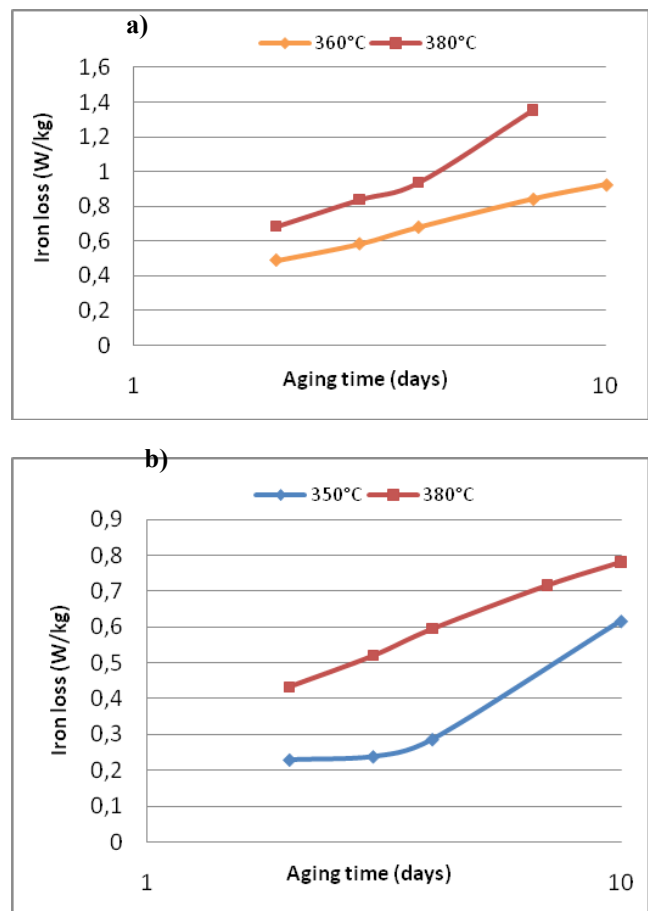 a)
360°C 380°C
1,6
1,4
1,2
1
0,8
0,6
0,4
0,2
0
Iron loss (W/kg)
1 Aging time (days) 10
b)
350°C 380°C
0,9
0,8
0,7
0,6
0,5
0,4
0,3
0,2
0,1
0
Iron loss (W/kg)
1 Aging time (days) 10